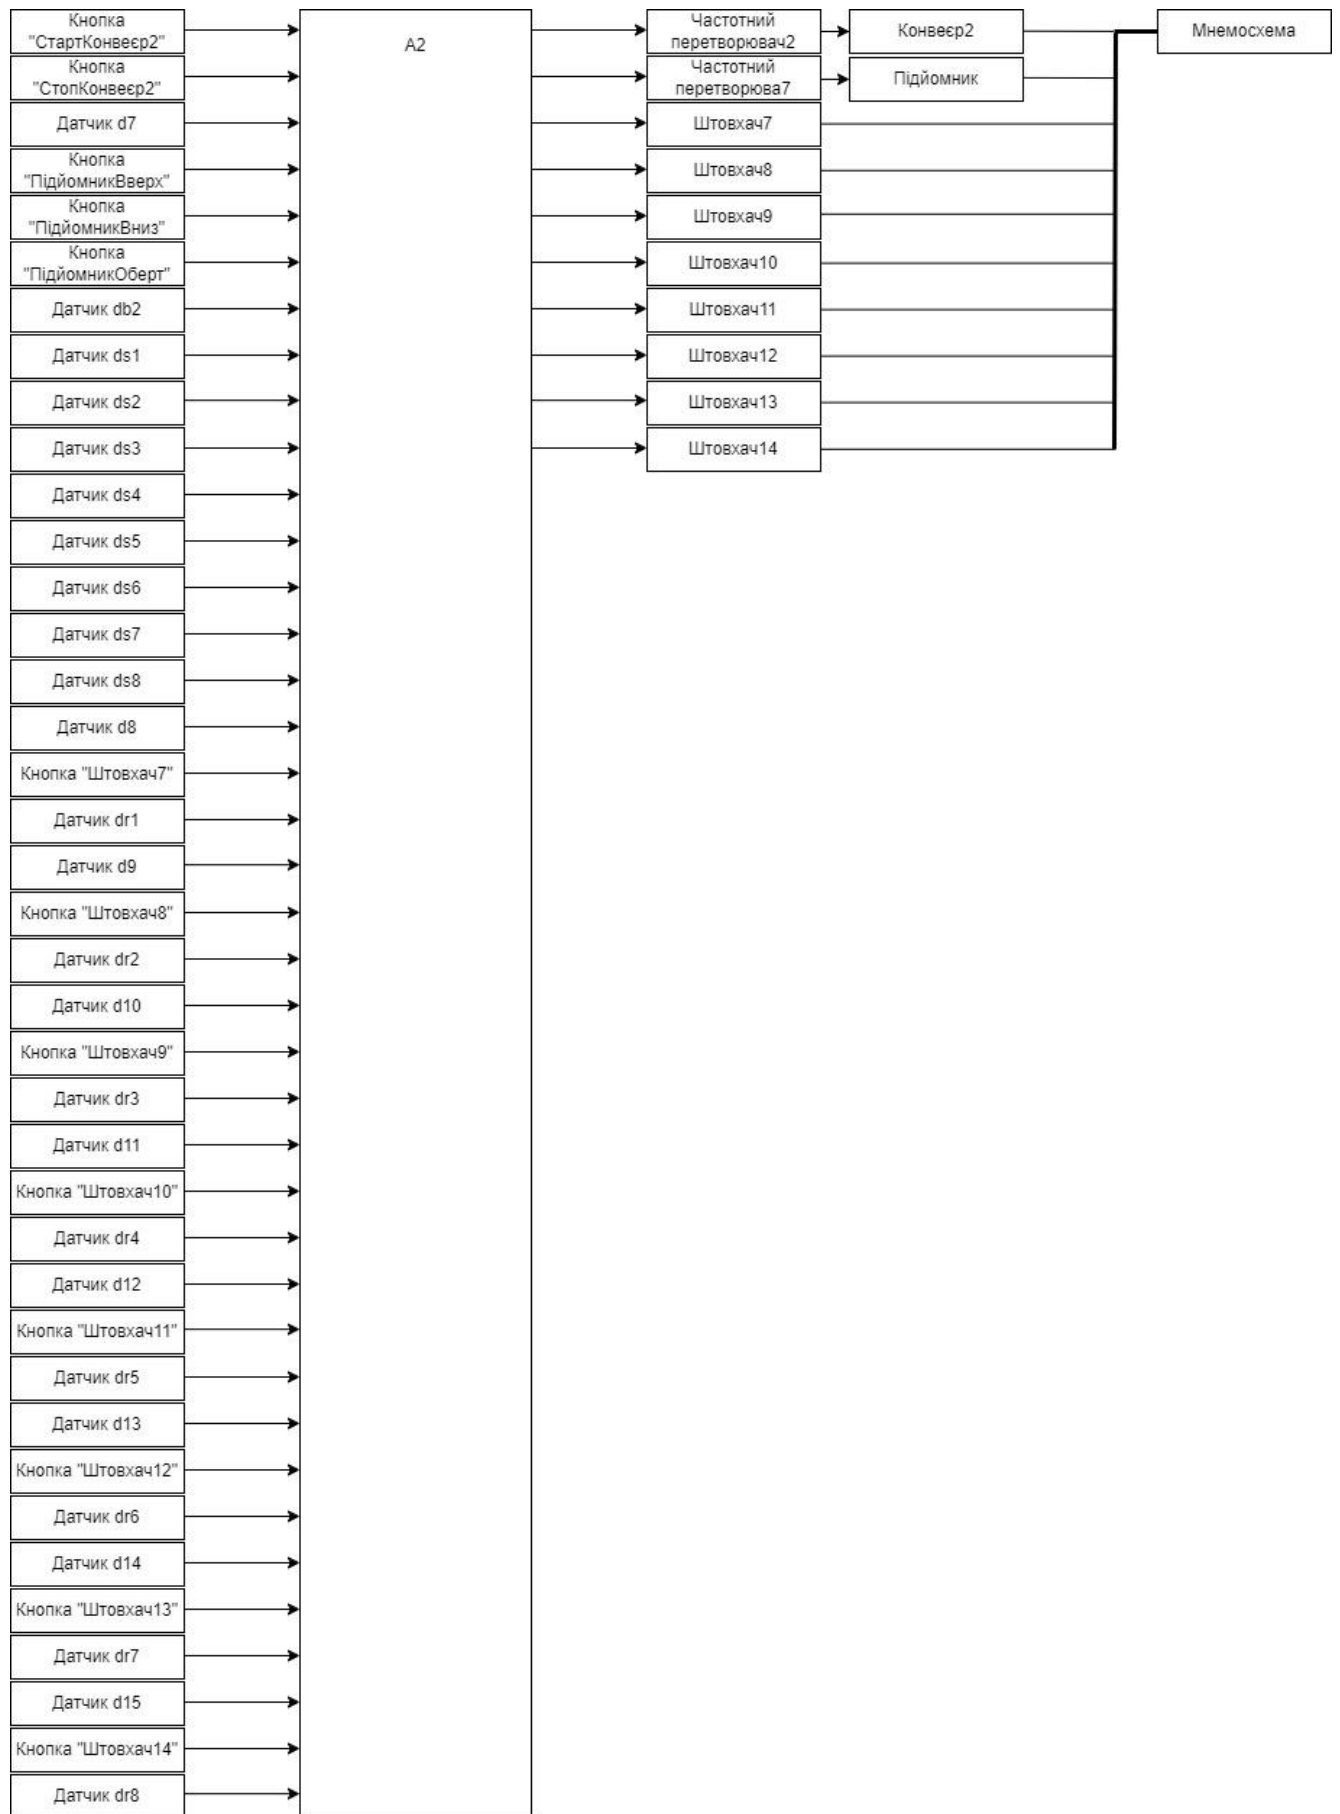 Кнопка
"СтартКонвеєр2"
Кнопка
"СтопКонвеєр2"
Датчик d7
Кнопка
"ПідйомникВверх"
Кнопка
"ПідйомникВниз"
Кнопка
"ПідйомникОберт"
Датчик db2
Датчик ds1
Датчик ds2
Датчик ds3
Датчик ds4
Датчик ds5
Датчик ds6
Датчик ds7
Датчик ds8
Датчик d8
Кнопка "Штовхач7"
Датчик dr1
Датчик d9
Кнопка "Штовхач8"
Датчик dr2
Датчик d10
Кнопка "Штовхач9"
Датчик dr3
Датчик d11
Кнопка "Штовхач10"
Датчик dr4
Датчик d12
Кнопка "Штовхач11"
Датчик dr5
Датчик d13
Кнопка "Штовхач12"
Датчик dr6
Датчик d14
Кнопка "Штовхач13"
Датчик dr7
Датчик d15
Кнопка "Штовхач14"
Датчик dr8
А2
Частотний
перетворювач2
Частотний
перетворюва7
Штовхач7
Штовхач8
Штовхач9
Штовхач10
Штовхач11
Штовхач12
Штовхач13
Штовхач14
Конвеєр2
Підйомник
Мнемосхема